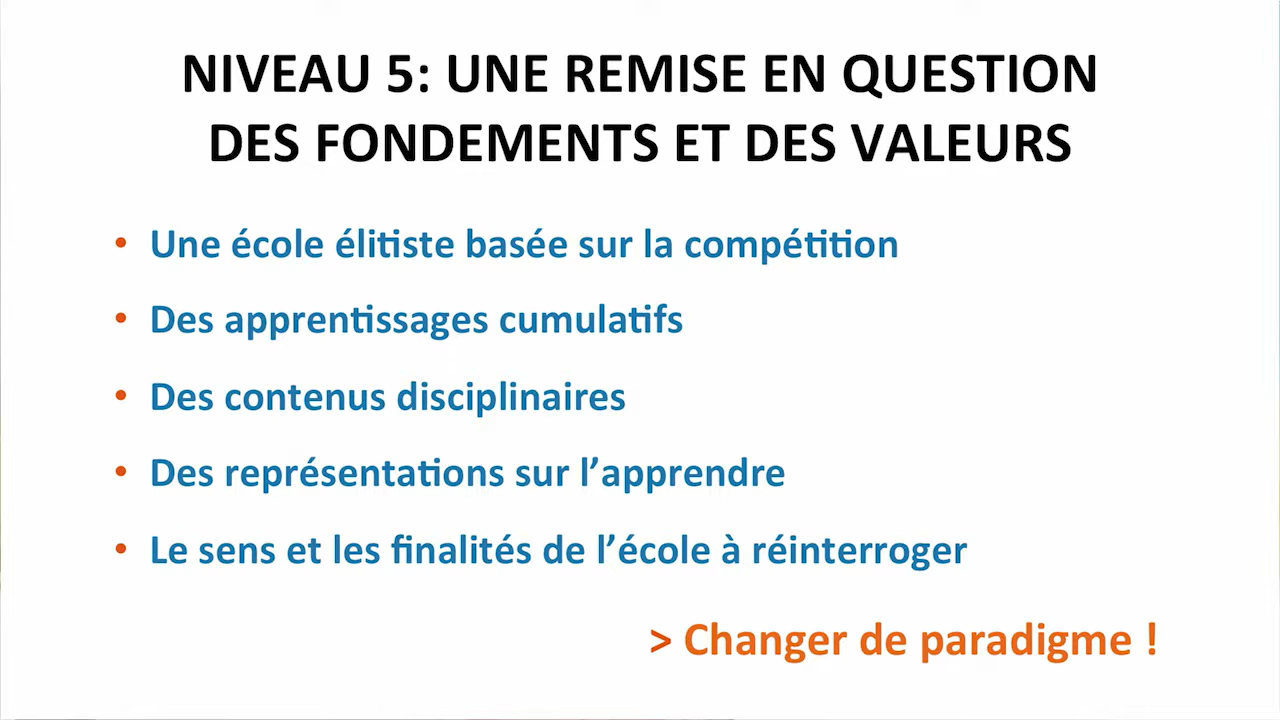 NIVEAU 5: UNE REMISE EN QUESTION
DES FONDEMENTS ET DES VALEURS
• Une école élitiste basée sur la compétition
• Des apprentissages cumulatifs
• Des contenus disciplinaires
• Des représentations sur l’apprendre
• Le sens et les finalités de l’école à réinterroger
> Changer de paradigme !